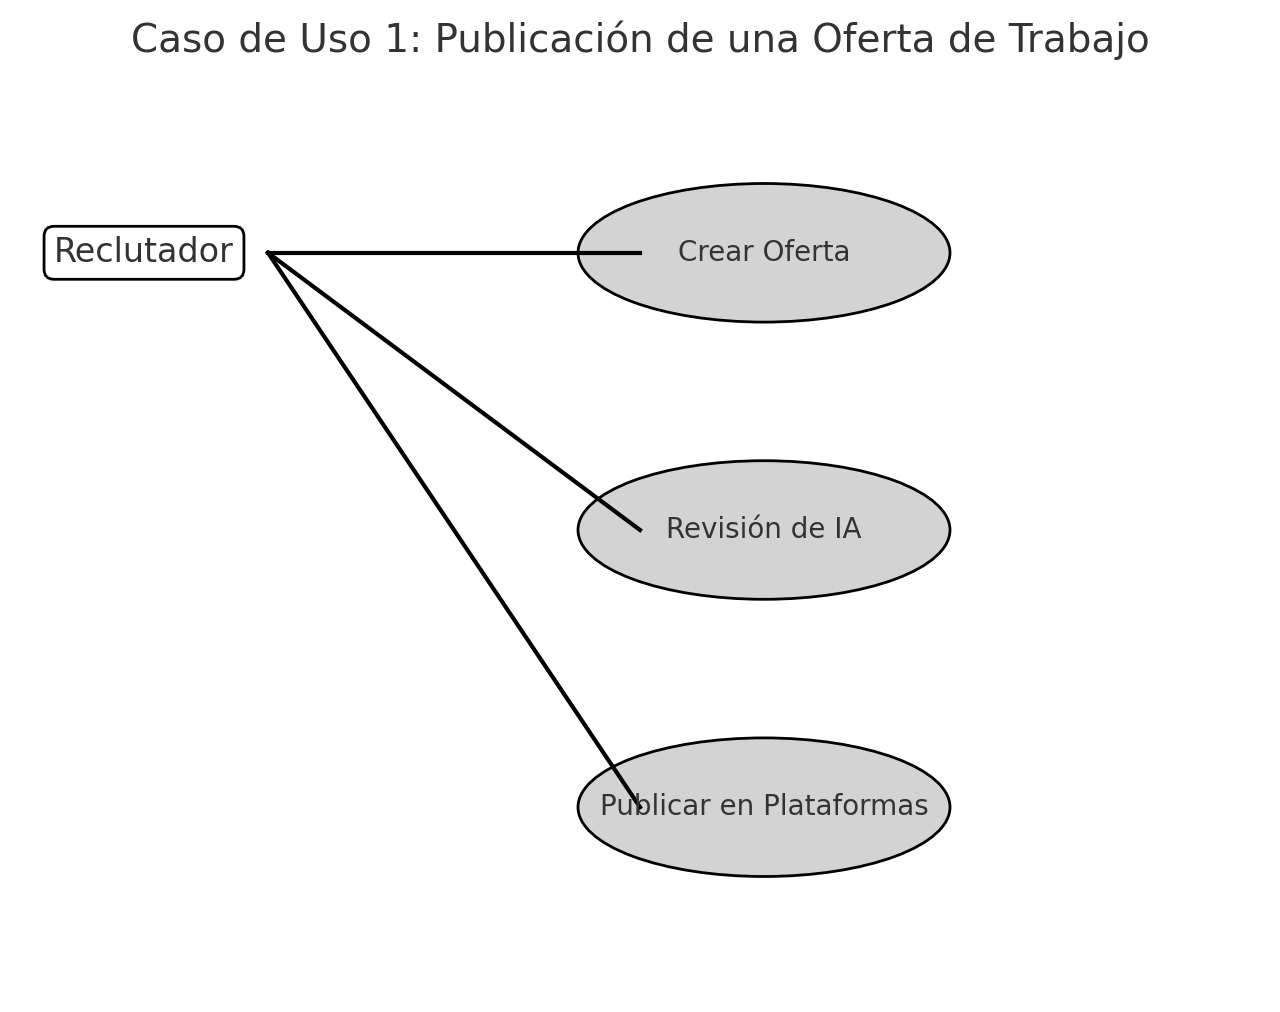 Caso de Uso 1: Publicación de una Oferta de Trabajo
Reclutador
Crear Oferta
Revisión de IA
Publicar en Plataformas